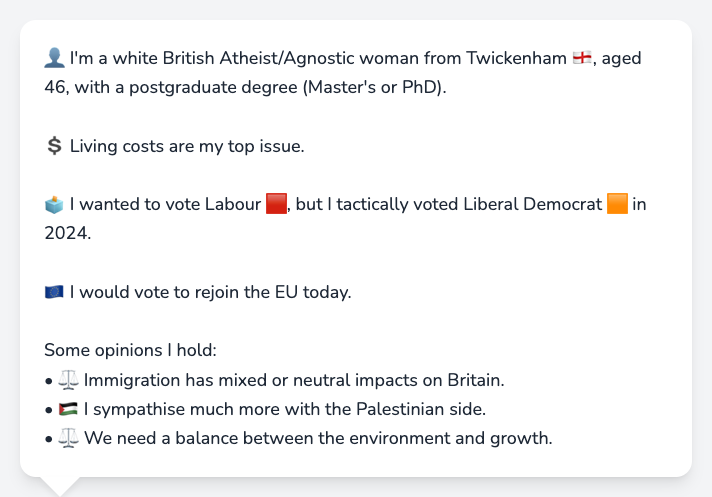 👤 I'm a white British Atheist/Agnostic woman from Twickenham 🏴󠁧󠁢󠁥󠁮󠁧󠁿, aged
46, with a postgraduate degree (Master's or PhD).
💲 Living costs are my top issue.
🗳️ I wanted to vote Labour 🟥, but I tactically voted Liberal Democrat 🟧 in
2024.
🇪🇺 I would vote to rejoin the EU today.
Some opinions I hold:
• ⚖️ Immigration has mixed or neutral impacts on Britain.
• 🇵🇸 I sympathise much more with the Palestinian side.
• ⚖️ We need a balance between the environment and growth.